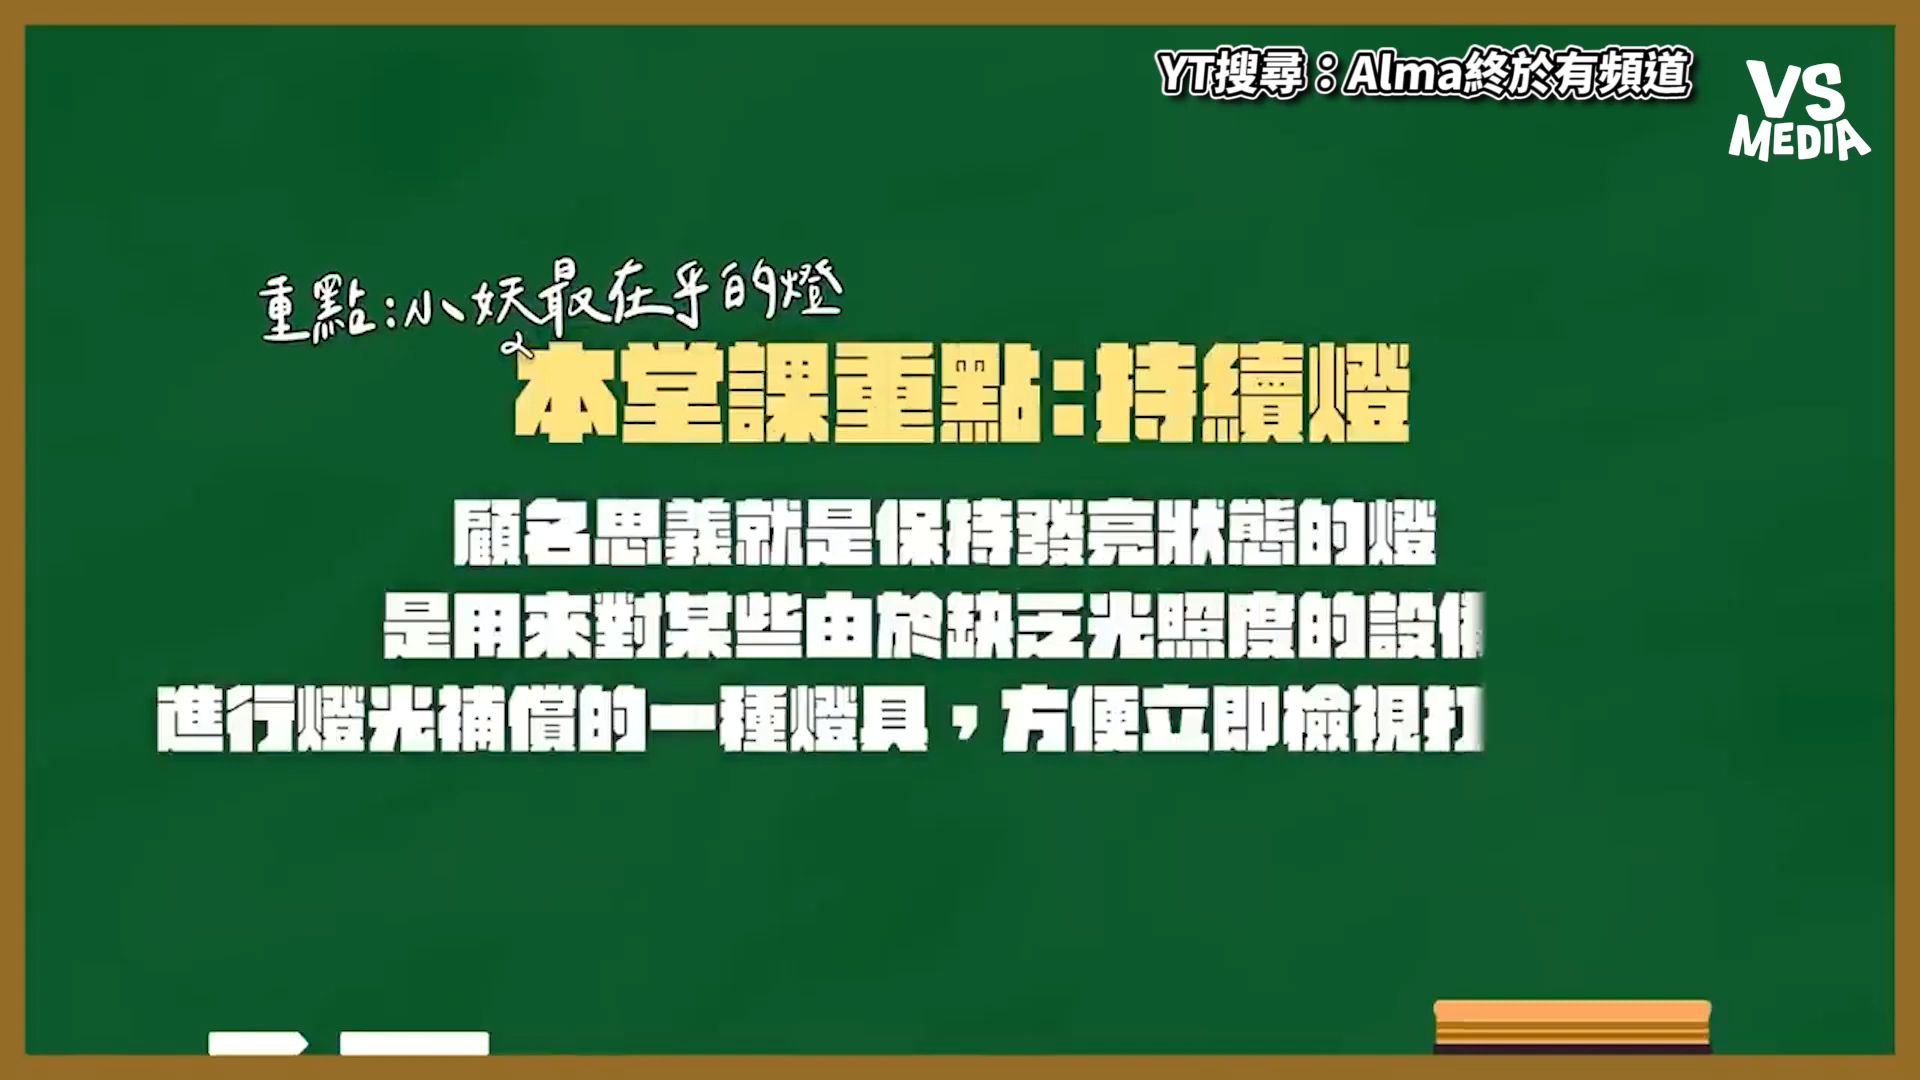 YT搜尋：Alma終於有頻道
VS
MEDIA
重點:小妖最在乎的燈
本堂課重點:持續燈
顧名思義就是保持發亮狀態的燈
是用來對某些由於缺乏光照度的設備
進行燈光補償的一種燈具，方便立即檢視打